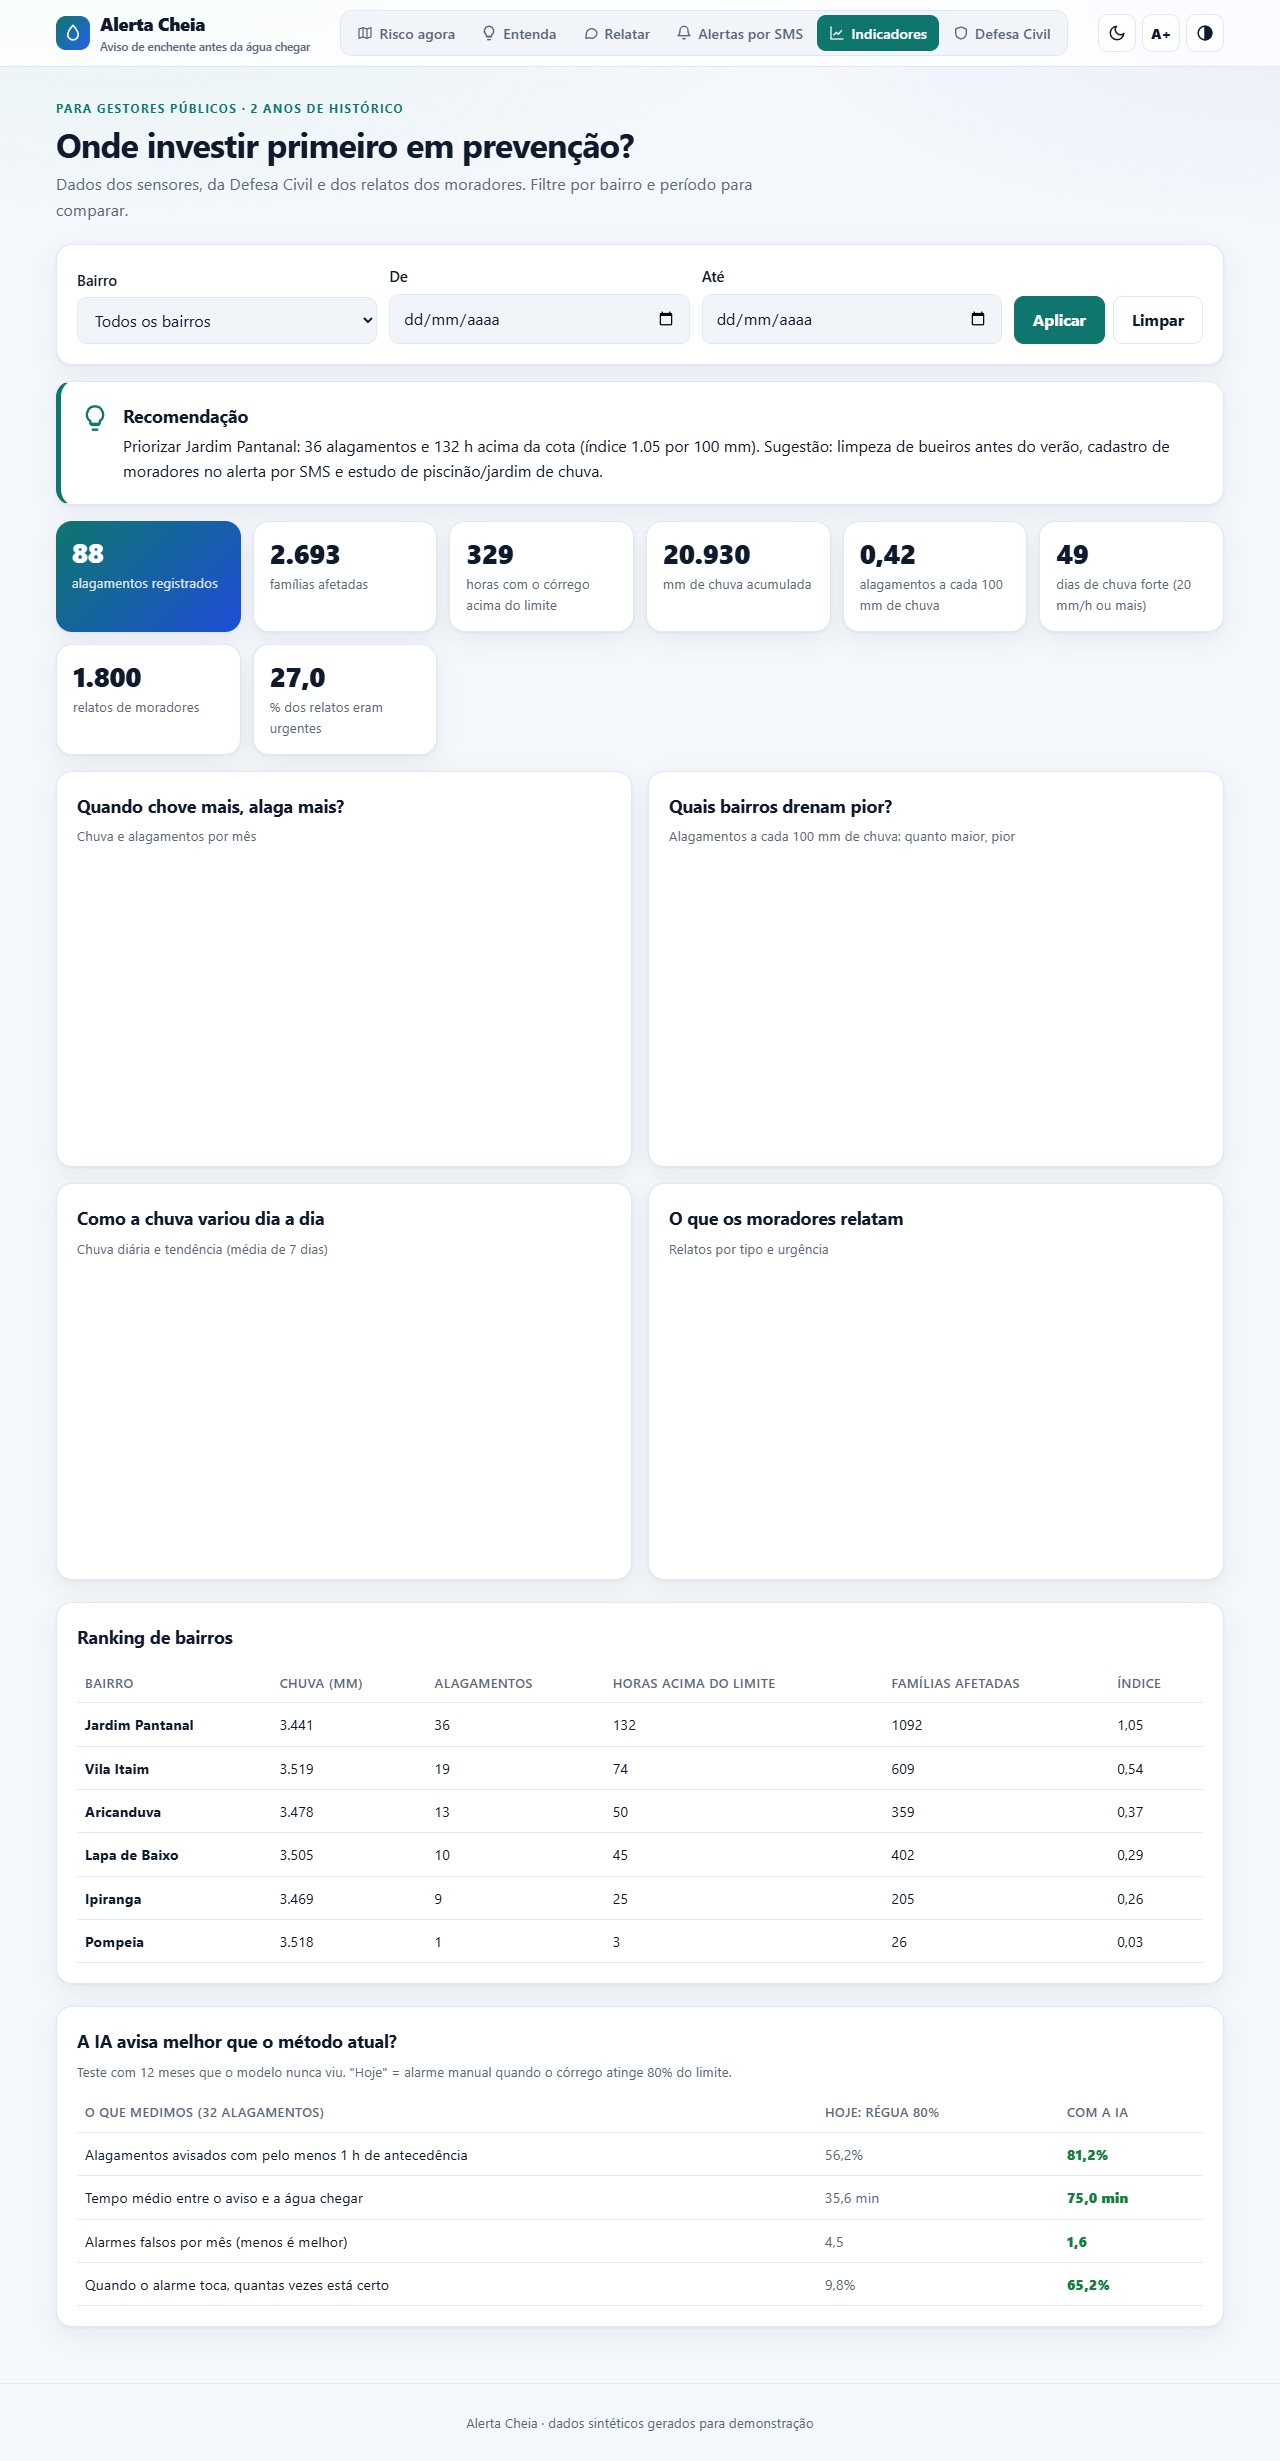 Alerta Cheia
Aviso de enchente antes da água chegar
Risco agora
Entenda
Relatar
Alertas por SMS
Indicadores
Defesa Civil
A+
PARA GESTORES PÚBLICOS · 2 ANOS DE HISTÓRICO
Onde investir primeiro em prevenção?
Dados dos sensores, da Defesa Civil e dos relatos dos moradores. Filtre por bairro e período para
comparar.
Bairro
Todos os bairros
De
dd/mm/aaaa
Até
dd/mm/aaaa
Aplicar
Limpar
Recomendação
Priorizar Jardim Pantanal: 36 alagamentos e 132 h acima da cota (índice 1.05 por 100 mm). Sugestão: limpeza de bueiros antes do verão, cadastro de
moradores no alerta por SMS e estudo de piscinão/jardim de chuva.
88
alagamentos registrados
2.693
famílias afetadas
329
horas com o córrego
acima do limite
20.930
mm de chuva acumulada
0,42
alagamentos a cada 100
mm de chuva
49
dias de chuva forte (20
mm/h ou mais)
1.800
relatos de moradores
27,0
% dos relatos eram
urgentes
Quando chove mais, alaga mais?
Chuva e alagamentos por mês
Quais bairros drenam pior?
Alagamentos a cada 100 mm de chuva: quanto maior, pior
Como a chuva variou dia a dia
Chuva diária e tendência (média de 7 dias)
O que os moradores relatam
Relatos por tipo e urgência
Ranking de bairros
BAIRRO CHUVA (MM) ALAGAMENTOS HORAS ACIMA DO LIMITE FAMÍLIAS AFETADAS ÍNDICE
Jardim Pantanal 3.441 36 132 1092 1,05
Vila Itaim 3.519 19 74 609 0,54
Aricanduva 3.478 13 50 359 0,37
Lapa de Baixo 3.505 10 45 402 0,29
Ipiranga 3.469 9 25 205 0,26
Pompeia 3.518 1 3 26 0,03
A IA avisa melhor que o método atual?
Teste com 12 meses que o modelo nunca viu. "Hoje" = alarme manual quando o córrego atinge 80% do limite.
O QUE MEDIMOS (32 ALAGAMENTOS) HOJE: RÉGUA 80% COM A IA
Alagamentos avisados com pelo menos 1 h de antecedência 56,2% 81,2%
Tempo médio entre o aviso e a água chegar 35,6 min 75,0 min
Alarmes falsos por mês (menos é melhor) 4,5 1,6
Quando o alarme toca, quantas vezes está certo 9,8% 65,2%
Alerta Cheia · dados sintéticos gerados para demonstração